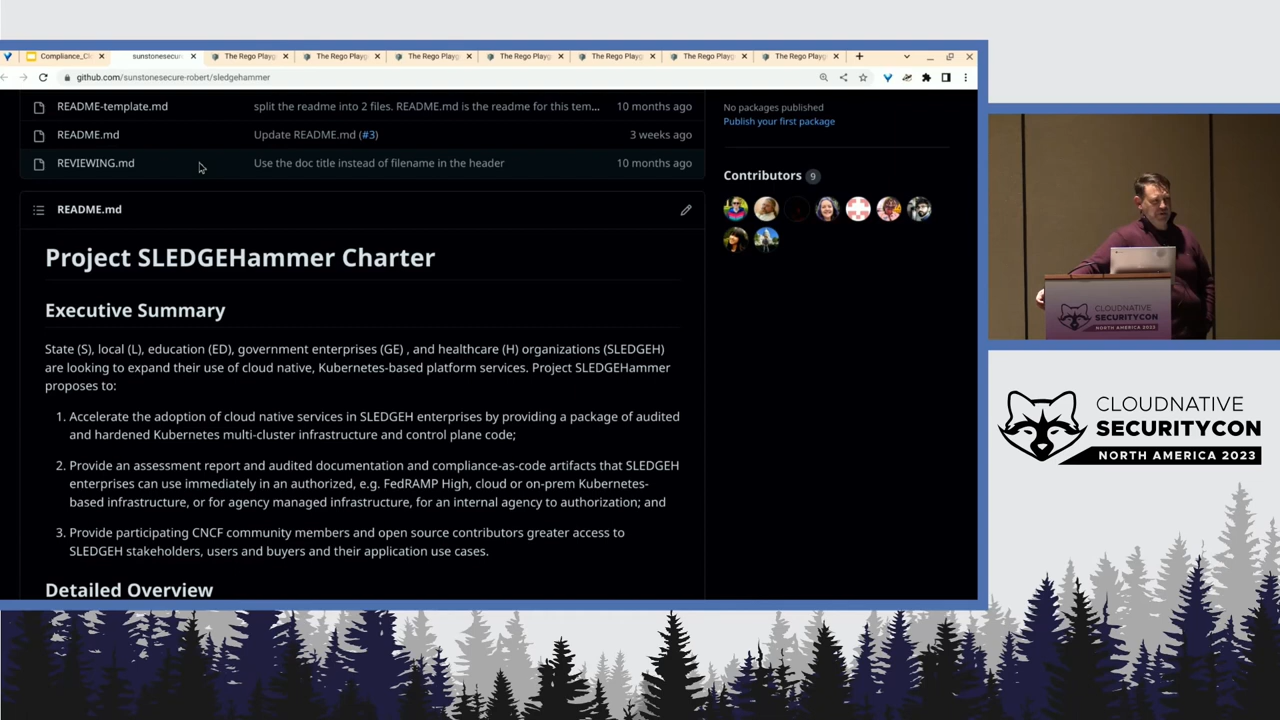 Compliance_Cl
sunstonesecure-
The Rego Playg
The Rego Playg
The Rego Playg
The Rego Playg
The Rego Playg
The Rego Playg
The Rego Playg
github.com/sunstonesecure-robert/sledgehammer
README-template.md
split the readme into 2 files. README.md is the readme for this tem...
10 months ago
README.md
Update README.md (#3)
3 weeks ago
REVIEWING.md
Use the doc title instead of filename in the header
10 months ago
No packages published
Publish your first package
Contributors 9
README.md
Project SLEDGEHammer Charter
Executive Summary
State (S), local (L), education (ED), government enterprises (GE) , and healthcare (H) organizations (SLEDGEH)
are looking to expand their use of cloud native, Kubernetes-based platform services. Project SLEDGEHammer
proposes to:
1. Accelerate the adoption of cloud native services in SLEDGEH enterprises by providing a package of audited
and hardened Kubernetes multi-cluster infrastructure and control plane code;
2. Provide an assessment report and audited documentation and compliance-as-code artifacts that SLEDGEH
enterprises can use immediately in an authorized, e.g. FedRAMP High, cloud or on-prem Kubernetes-
based infrastructure, or for agency managed infrastructure, for an internal agency to authorization; and
3. Provide participating CNCF community members and open source contributors greater access to
SLEDGEH stakeholders, users and buyers and their application use cases.
Detailed Overview
CLOUDNATIVE
SECURITYCON
NORTH AMERICA 2023
CLOUDNATIVE
SECURITYCON
NORTH AMERICA 2023